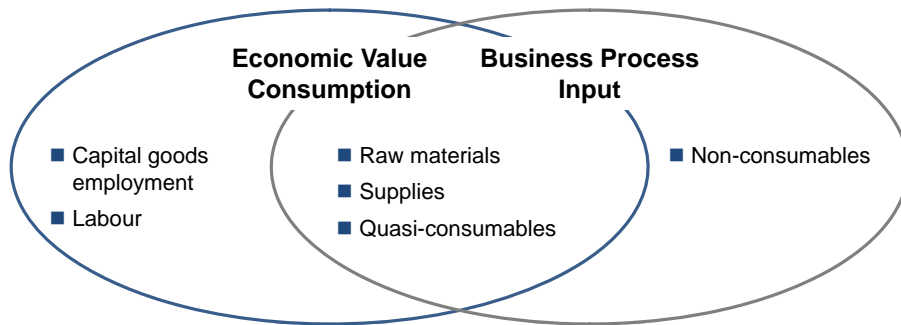 Economic Value
Consumption
Business Process
Input
Capital goods
employment
Labour
Raw materials
Supplies
Quasi-consumables
Non-consumables